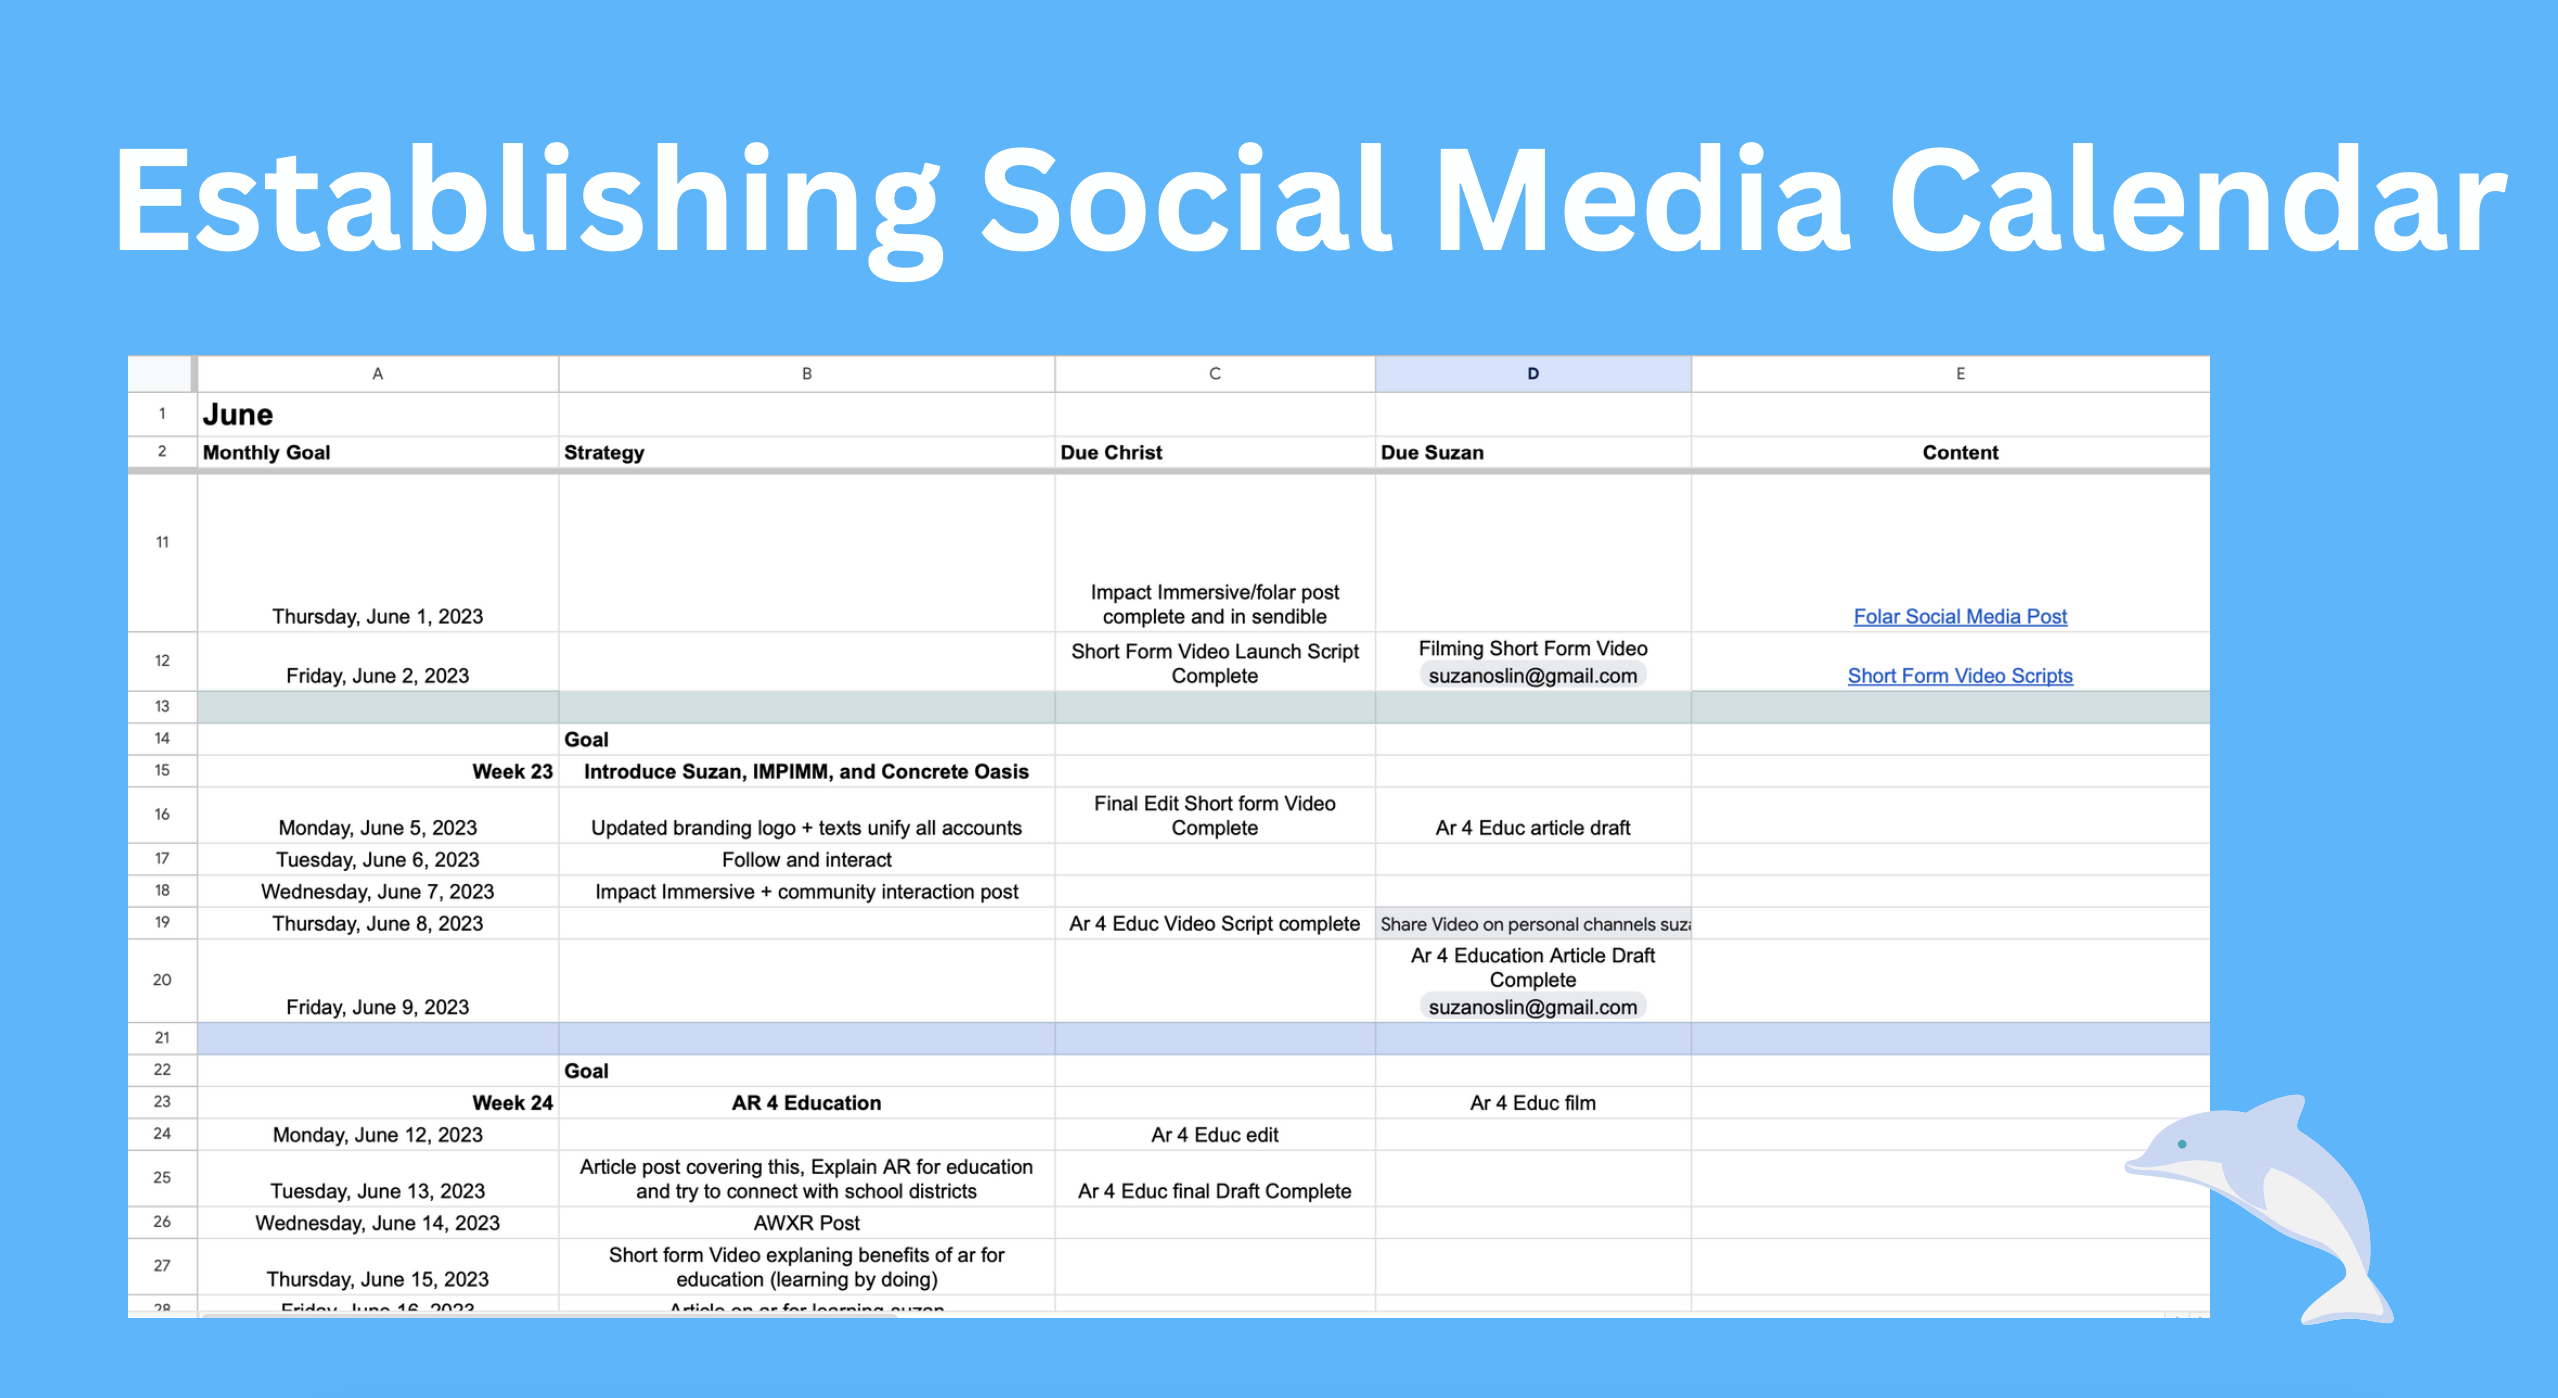 Establishing Social Media Calendar
A B C D E
1 June
2 Monthly Goal Strategy Due Christ Due Suzan Content
11 Thursday, June 1, 2023 Impact Immersive/folar post
complete and in sendible Folar Social Media Post
12 Friday, June 2, 2023 Short Form Video Launch Script
Complete Filming Short Form Video
suzanoslin@gmail.com Short Form Video Scripts
13
14 Goal
15 Week 23 Introduce Suzan, IMPIMM, and Concrete Oasis
16 Monday, June 5, 2023 Updated branding logo + texts unify all accounts Final Edit Short form Video
Complete Ar 4 Educ article draft
17 Tuesday, June 6, 2023 Follow and interact
18 Wednesday, June 7, 2023 Impact Immersive + community interaction post
19 Thursday, June 8, 2023 Ar 4 Educ Video Script complete Share Video on personal channels suza
20 Friday, June 9, 2023 Ar 4 Education Article Draft
Complete
suzanoslin@gmail.com
21
22 Goal
23 Week 24 AR 4 Education Ar 4 Educ film
24 Monday, June 12, 2023 Ar 4 Educ edit
25 Tuesday, June 13, 2023 Article post covering this, Explain AR for education
and try to connect with school districts Ar 4 Educ final Draft Complete
26 Wednesday, June 14, 2023 AWXR Post
27 Thursday, June 15, 2023 Short form Video explaning benefits of ar for
education (learning by doing)
28 Friday, June 16, 2023 Article on ar for learning suzan